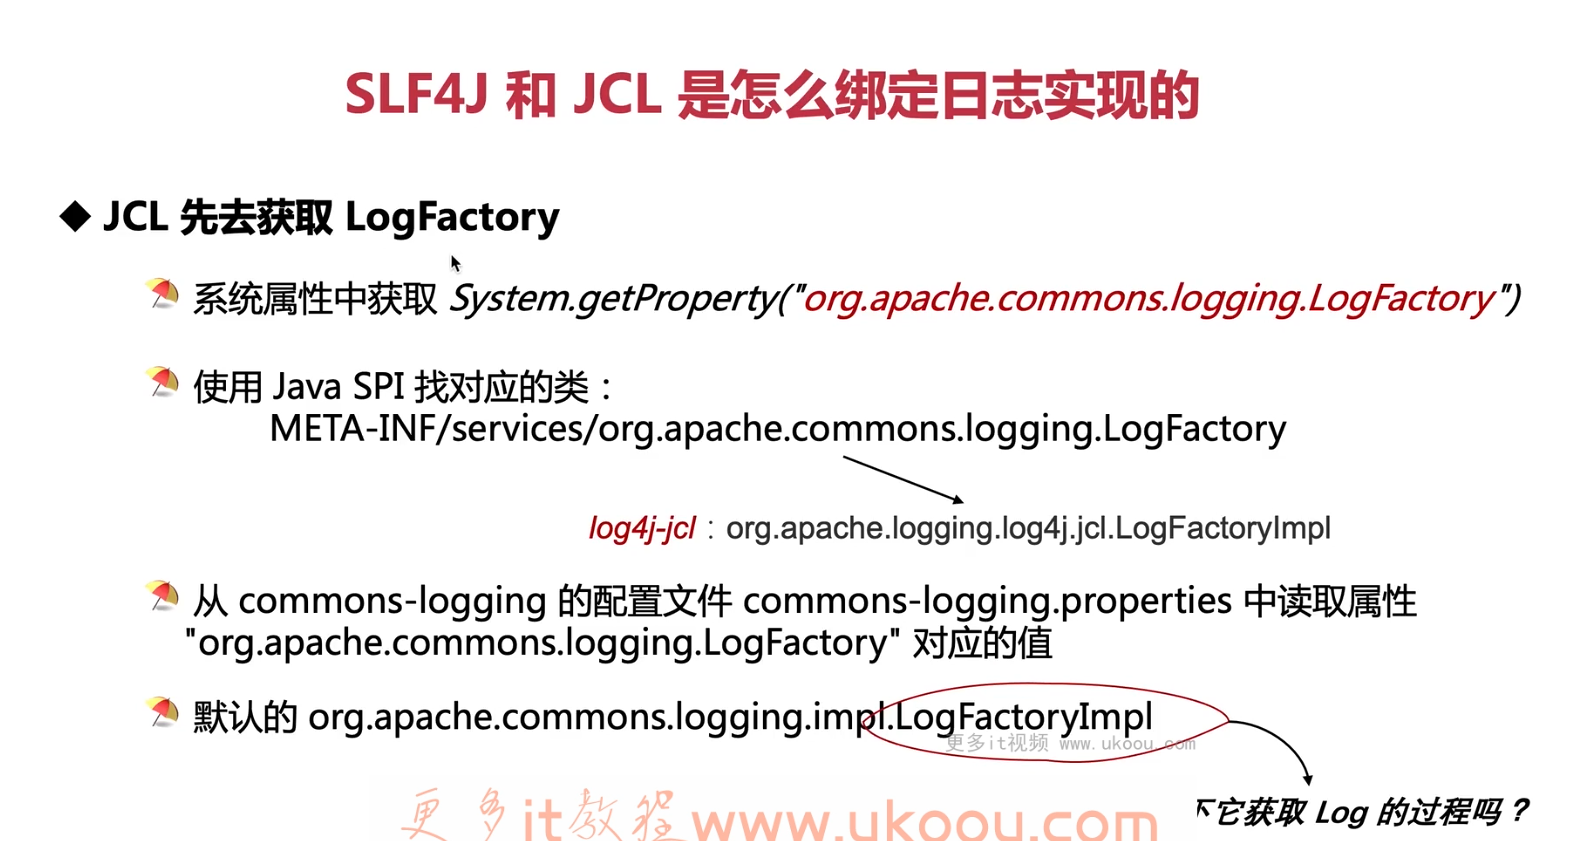 SLF4J 和 JCL 是怎么绑定日志实现的
◆ JCL 先去获取 LogFactory
系统属性中获取 System.getProperty("org.apache.commons.logging.LogFactory")
使用 Java SPI 找对应的类：
META-INF/services/org.apache.commons.logging.LogFactory
log4j-jcl：org.apache.logging.log4j.jcl.LogFactoryImpl
从 commons-logging 的配置文件 commons-logging.properties 中读取属性
"org.apache.commons.logging.LogFactory" 对应的值
默认的 org.apache.commons.logging.impl.LogFactoryImpl
更多it视频 www.ukoou.com
它获取 Log 的过程吗？
更多it教程www.ukoou.com